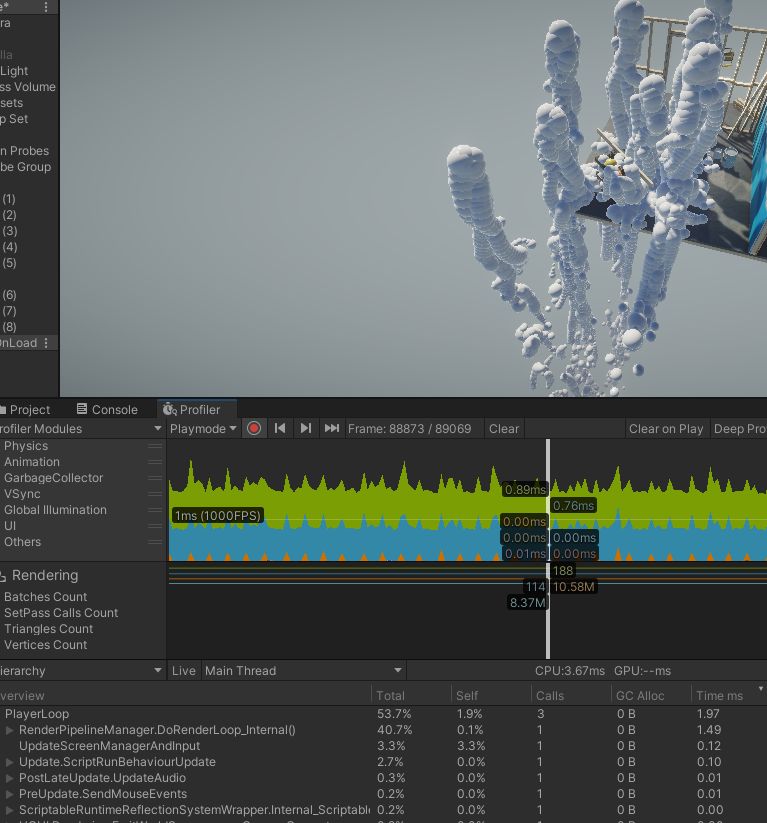 e*
ra
lla
Light
ss Volume
sets
p Set
n Probes
be Group
(1)
(2)
(3)
(4)
(5)
(6)
(7)
(8)
OnLoad
Project Console Profiler
rofiler Modules Playmode Frame: 88873 / 89069 Clear Clear on Play Deep Pro
Physics
Animation
GarbageCollector
VSync
Global Illumination
UI
Others
1ms (1000FPS)
0.89ms
0.76ms
0.00ms
0.00ms 0.00ms
0.01ms 0.00ms
Rendering
Batches Count
SetPass Calls Count
Triangles Count
Vertices Count
188
114 10.58M
8.37M
ierarchy Live Main Thread CPU:3.67ms GPU:--ms
verview Total Self Calls GC Alloc Time ms
PlayerLoop 53.7% 1.9% 3 0 B 1.97
RenderPipelineManager.DoRenderLoop_Internal() 40.7% 0.1% 1 0 B 1.49
UpdateScreenManagerAndInput 3.3% 3.3% 1 0 B 0.12
Update.ScriptRunBehaviourUpdate 2.7% 0.0% 1 0 B 0.10
PostLateUpdate.UpdateAudio 0.3% 0.0% 1 0 B 0.01
PreUpdate.SendMouseEvents 0.2% 0.0% 1 0 B 0.01
ScriptableRuntimeReflectionSystemWrapper.Internal_Scriptable 0.2% 0.0% 1 0 B 0.00